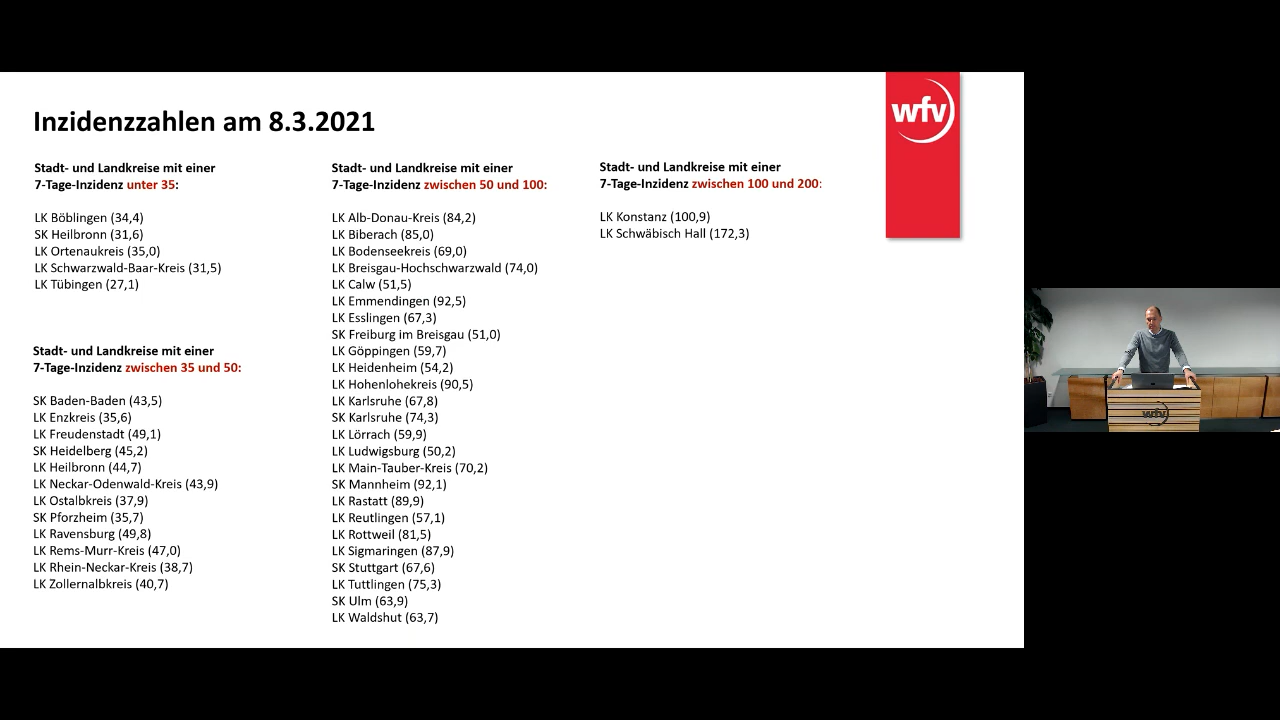 Inzidenzzahlen am 8.3.2021
wfv
Stadt- und Landkreise mit einer
7-Tage-Inzidenz unter 35:
LK Böblingen (34,4)
SK Heilbronn (31,6)
LK Ortenaukreis (35,0)
LK Schwarzwald-Baar-Kreis (31,5)
LK Tübingen (27,1)
Stadt- und Landkreise mit einer
7-Tage-Inzidenz zwischen 35 und 50:
SK Baden-Baden (43,5)
LK Enzkreis (35,6)
LK Freudenstadt (49,1)
SK Heidelberg (45,2)
LK Heilbronn (44,7)
LK Neckar-Odenwald-Kreis (43,9)
LK Ostalbkreis (37,9)
SK Pforzheim (35,7)
LK Ravensburg (49,8)
LK Rems-Murr-Kreis (47,0)
LK Rhein-Neckar-Kreis (38,7)
LK Zollernalbkreis (40,7)
Stadt- und Landkreise mit einer
7-Tage-Inzidenz zwischen 50 und 100:
LK Alb-Donau-Kreis (84,2)
LK Biberach (85,0)
LK Bodenseekreis (69,0)
LK Breisgau-Hochschwarzwald (74,0)
LK Calw (51,5)
LK Emmendingen (92,5)
LK Esslingen (67,3)
SK Freiburg im Breisgau (51,0)
LK Göppingen (59,7)
LK Heidenheim (54,2)
LK Hohenlohekreis (90,5)
LK Karlsruhe (67,8)
SK Karlsruhe (74,3)
LK Lörrach (59,9)
LK Ludwigsburg (50,2)
LK Main-Tauber-Kreis (70,2)
SK Mannheim (92,1)
LK Rastatt (89,9)
LK Reutlingen (57,1)
LK Rottweil (81,5)
LK Sigmaringen (87,9)
SK Stuttgart (67,6)
LK Tuttlingen (75,3)
SK Ulm (63,9)
LK Waldshut (63,7)
Stadt- und Landkreise mit einer
7-Tage-Inzidenz zwischen 100 und 200:
LK Konstanz (100,9)
LK Schwäbisch Hall (172,3)
wfv